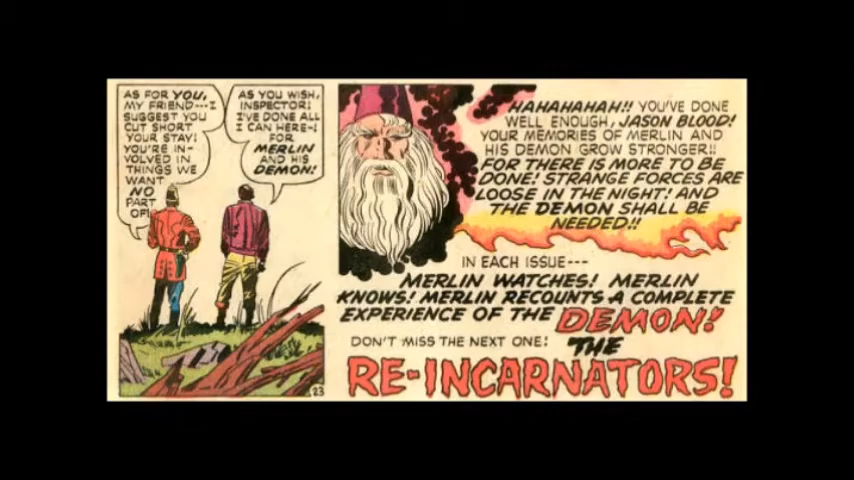 AS FOR YOU,
MY FRIEND---I
SUGGEST YOU
CUT SHORT
YOUR STAY!
YOU'RE IN-
VOLVED IN
THINGS WE
WANT
NO
PART
OF!
AS YOU WISH,
INSPECTOR!
I'VE DONE ALL
I CAN HERE--
FOR
MERLIN
AND HIS
DEMON!
23
HAHAHAHAH!! YOU'VE DONE
WELL ENOUGH, JASON BLOOD!
YOUR MEMORIES OF MERLIN AND
HIS DEMON GROW STRONGER!!
FOR THERE IS MORE TO BE
DONE! STRANGE FORCES ARE
LOOSE IN THE NIGHT! AND
THE DEMON SHALL BE
NEEDED!!
IN EACH ISSUE---
MERLIN WATCHES! MERLIN
KNOWS! MERLIN RECOUNTS A COMPLETE
EXPERIENCE OF THE DEMON!
DON'T MISS THE NEXT ONE! THE
RE-INCARNATORS!